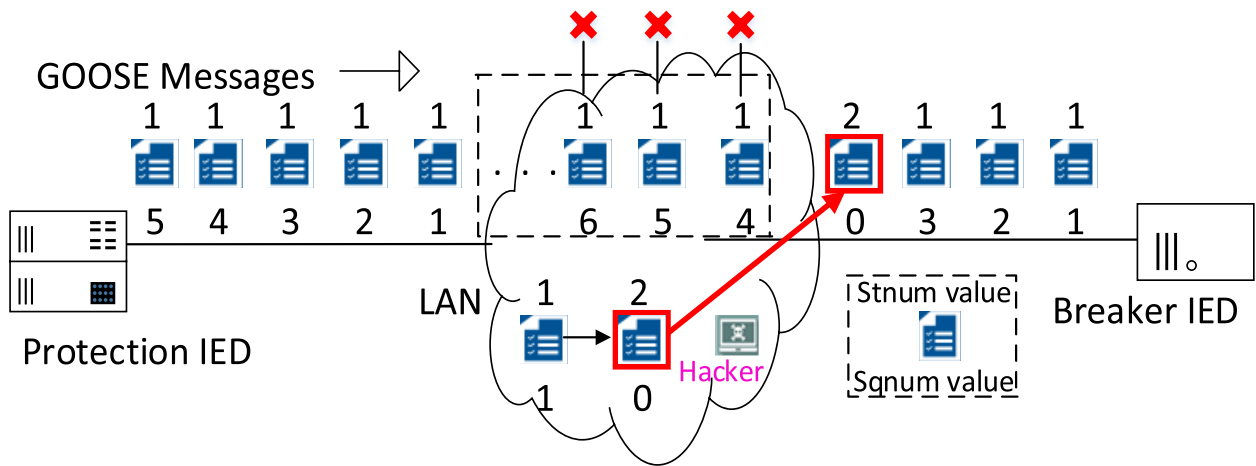 GOOSE Messages
1 1 1 1 1 1 1 1 2 1 1 1
. . .
5 4 3 2 1 6 5 4 0 3 2 1
LAN
1 2
Stnum value
Breaker IED
Protection IED
Hacker
Sqnum value
1 0